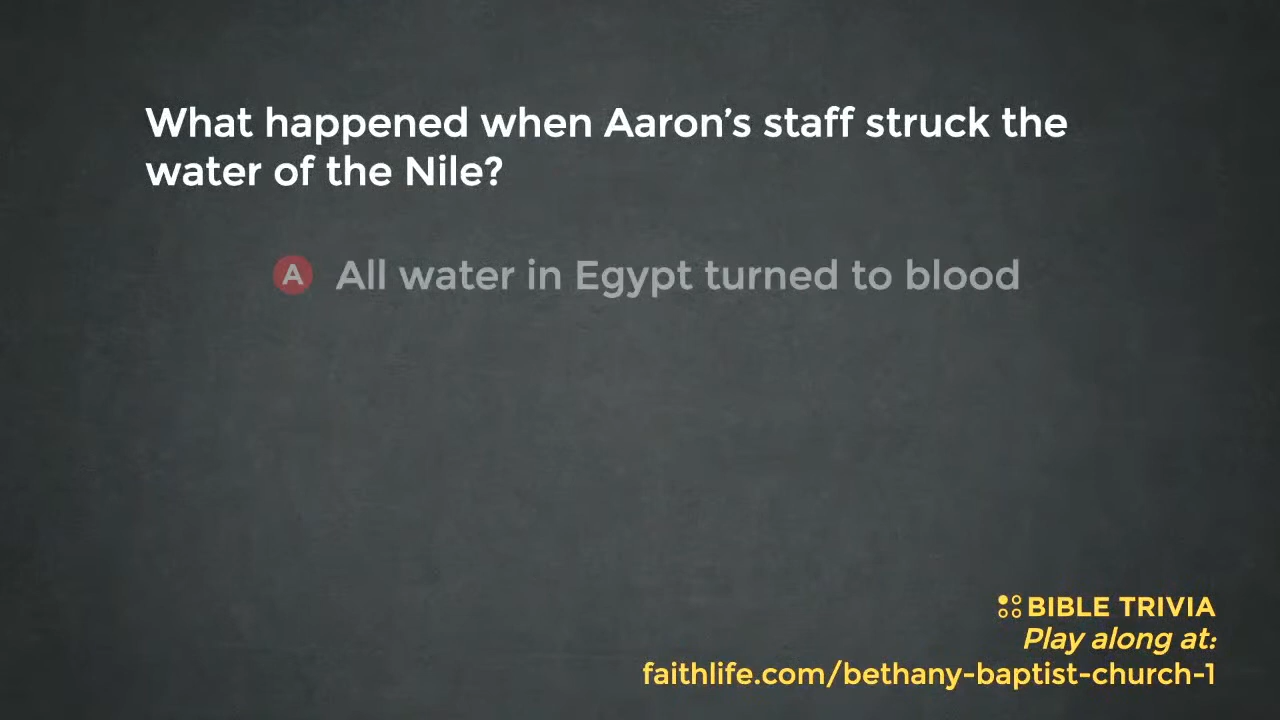 What happened when Aaron’s staff struck the
water of the Nile?
A All water in Egypt turned to blood
BIBLE TRIVIA
Play along at:
faithlife.com/bethany-baptist-church-1